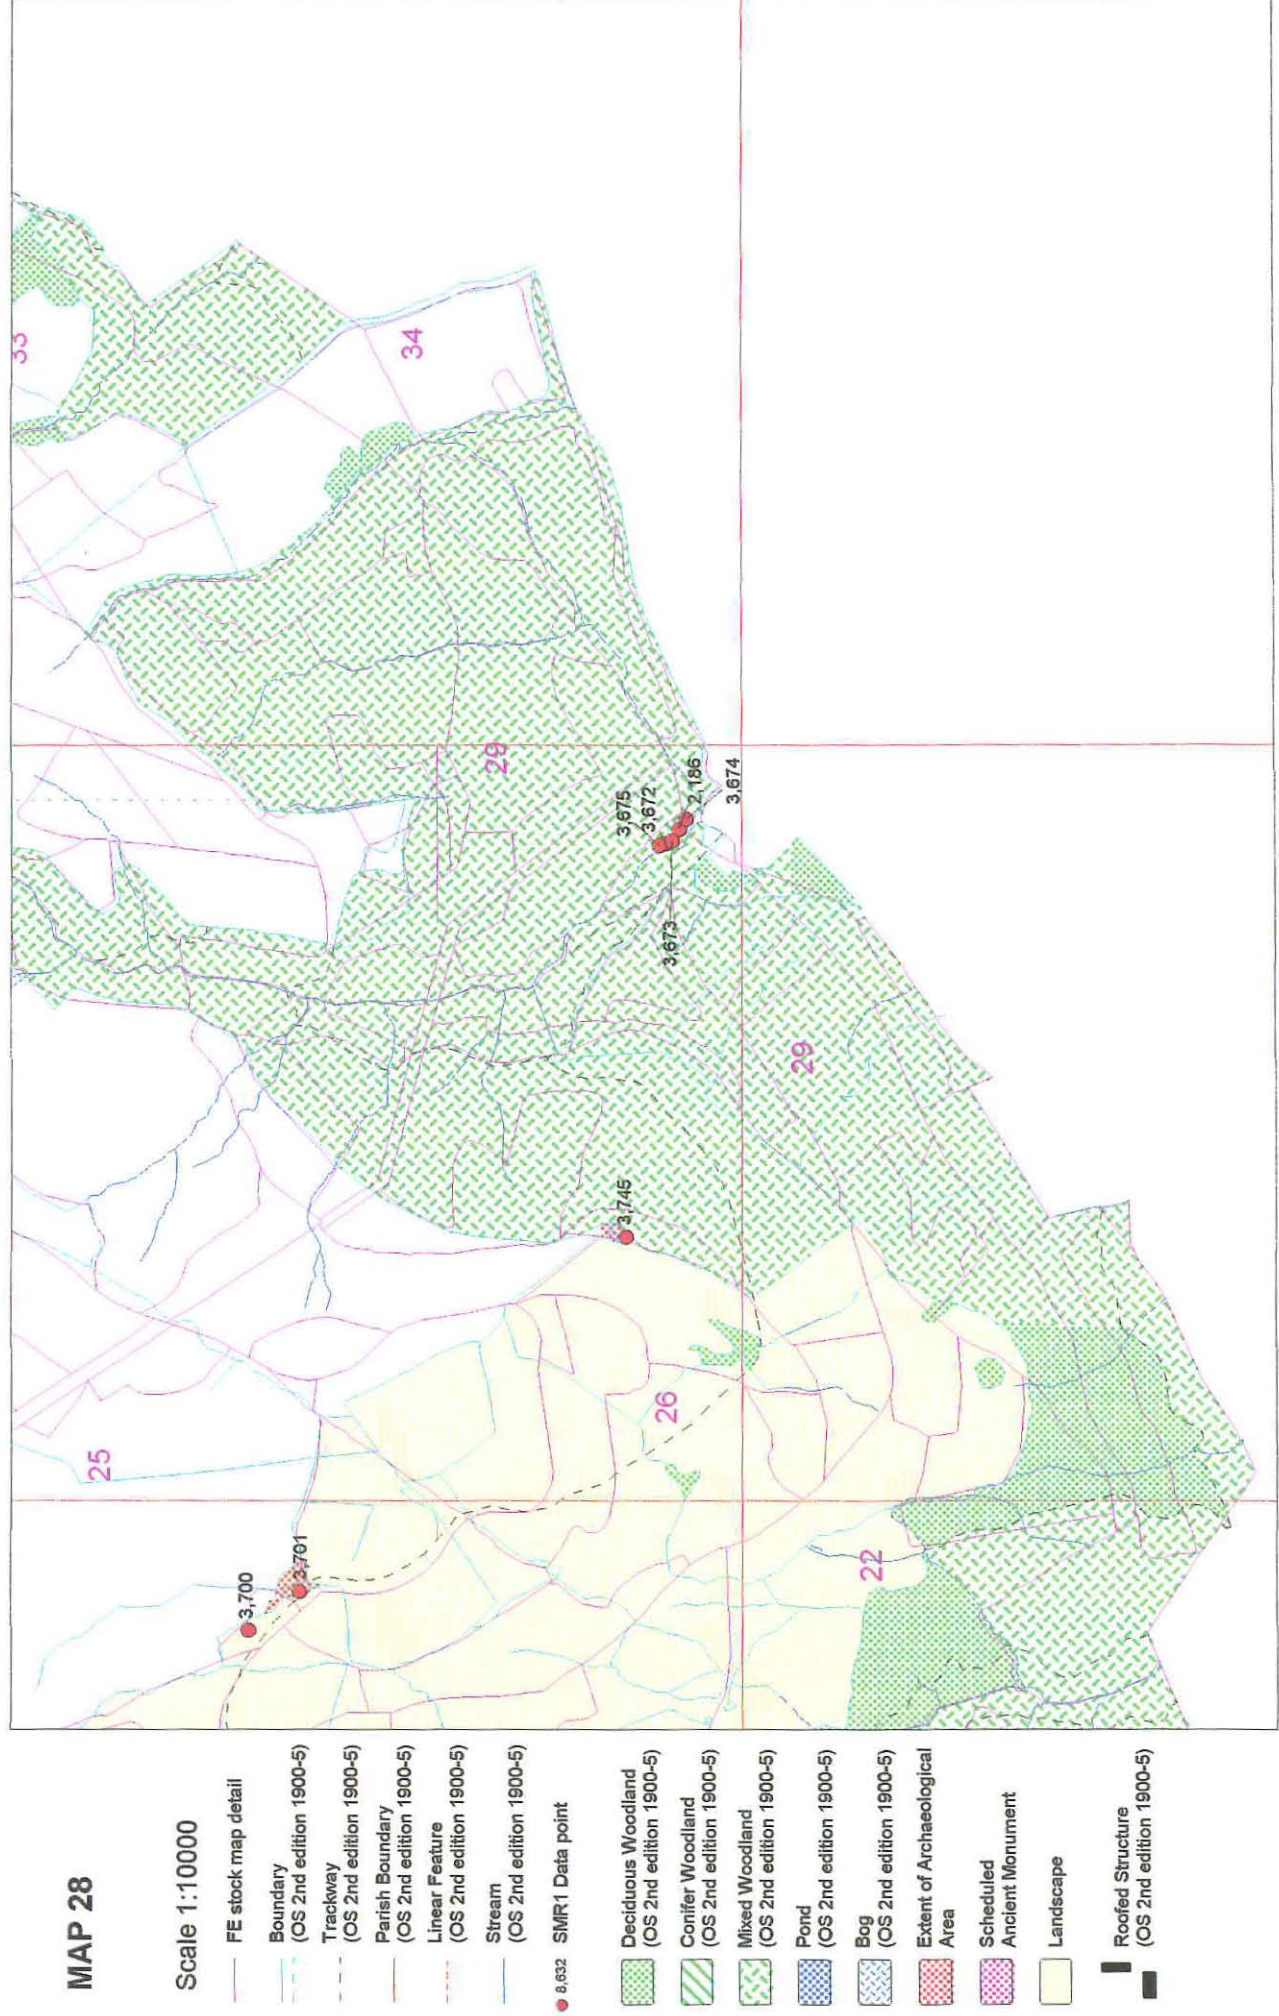 MAP 28
Scale 1:10000
FE stock map detail
Boundary
(OS 2nd edition 1900-5)
Trackway
(OS 2nd edition 1900-5)
Parish Boundary
(OS 2nd edition 1900-5)
Linear Feature
(OS 2nd edition 1900-5)
Stream
(OS 2nd edition 1900-5)
8,632 SMR1 Data point
Deciduous Woodland
(OS 2nd edition 1900-5)
Conifer Woodland
(OS 2nd edition 1900-5)
Mixed Woodland
(OS 2nd edition 1900-5)
Pond
(OS 2nd edition 1900-5)
Bog
(OS 2nd edition 1900-5)
Extent of Archaeological
Area
Scheduled
Ancient Monument
Landscape
Roofed Structure
(OS 2nd edition 1900-5)
33
34
29
3,675
3,672
2,186
3,674
3,673
29
3,745
25
26
3,701
3,700
22